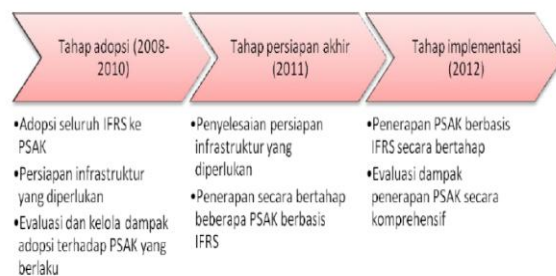 Tahap adopsi (2008-
2010)
•Adopsi seluruh IFRS ke
PSAK
•Persiapan infrastruktur
yang diperlukan
•Evaluasi dan kelola dampak
adopsi terhadap PSAK yang
berlaku
Tahap persiapan akhir
(2011)
•Penyelesaian persiapan
infrastruktur yang
diperlukan
•Penerapan secara bertahap
beberapa PSAK berbasis
IFRS
Tahap implementasi
(2012)
•Penerapan PSAK berbasis
IFRS secara bertahap
•Evaluasi dampak
penerapan PSAK secara
komprehensif